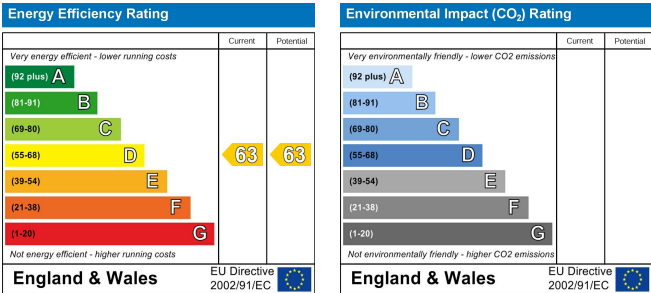 Energy Efficiency Rating
Current Potential
Very energy efficient - lower running costs
(92 plus) A
(81-91) B
(69-80) C
(55-68) D 63 63
(39-54) E
(21-38) F
(1-20) G
Not energy efficient - higher running costs
England & Wales
EU Directive
2002/91/EC
Environmental Impact (CO₂) Rating
Current Potential
Very environmentally friendly - lower CO2 emissions
(92 plus) A
(81-91) B
(69-80) C
(55-68) D
(39-54) E
(21-38) F
(1-20) G
Not environmentally friendly - higher CO2 emissions
England & Wales
EU Directive
2002/91/EC